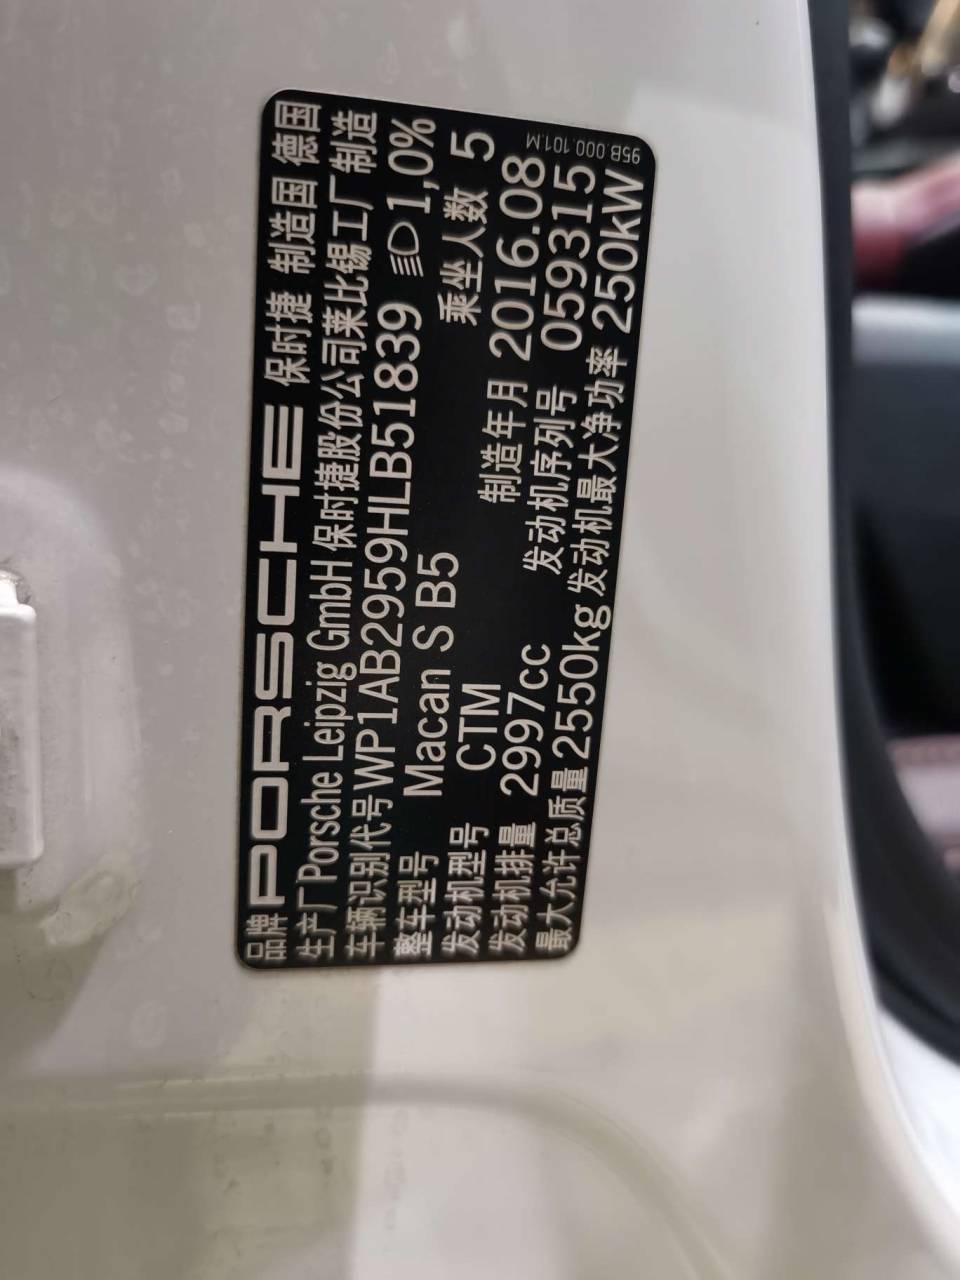 品牌 PORSCHE 保时捷 制造国 德国
生产厂 Porsche Leipzig GmbH 保时捷股份公司莱比锡工厂制造
车辆识别代号 WP1AB2959HLB51839 1,0%
整车型号 Macan S B5 乘坐人数 5
发动机型号 CTM 制造年月 2016.08
发动机排量 2997cc 发动机序列号 059315
最大允许总质量 2550kg 发动机最大净功率 250kW
95B.000.101.M